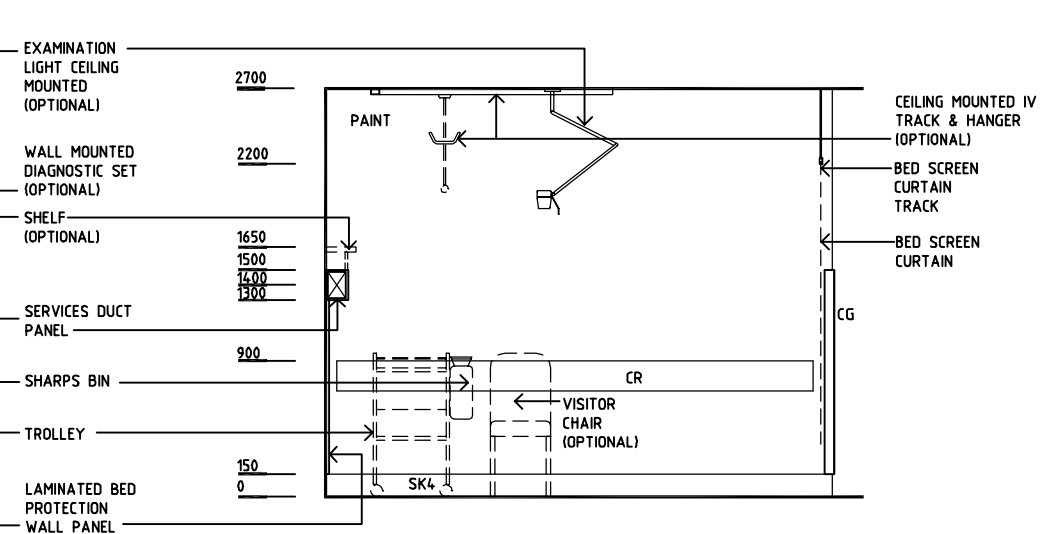 EXAMINATION
LIGHT CEILING
MOUNTED
(OPTIONAL)
WALL MOUNTED
DIAGNOSTIC SET
(OPTIONAL)
SHELF
(OPTIONAL)
SERVICES DUCT
PANEL
SHARPS BIN
TROLLEY
LAMINATED BED
PROTECTION
WALL PANEL
2700
2200
1650
1500
1400
1300
900
150
0
PAINT
CR
VISITOR
CHAIR
(OPTIONAL)
SK4
CG
CEILING MOUNTED IV
TRACK & HANGER
(OPTIONAL)
BED SCREEN
CURTAIN
TRACK
BED SCREEN
CURTAIN